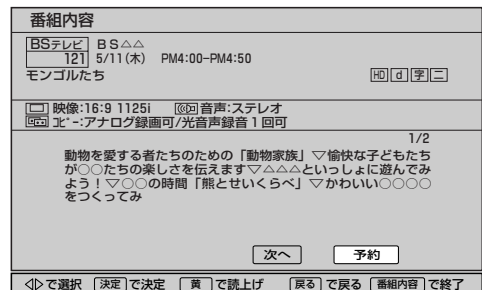 番組内容
BSテレビ BS△△
121 5/11(木) PM4:00-PM4:50
モンゴルたち HD d 字 二
映像:16:9 1125i 音声:ステレオ
コピー:アナログ録画可/光音声録音1回可
1/2
動物を愛する者たちのための「動物家族」▽愉快な子どもたち
が○○たちの楽しさを伝えます▽△△△といっしょに遊んでみ
よう!▽○○の時間「熊とせいくらべ」▽かわいい○○○○
をつくってみ
次へ 予約
◁▷で選択 決定 で決定 黄 で読上げ 戻る で戻る 番組内容 で終了